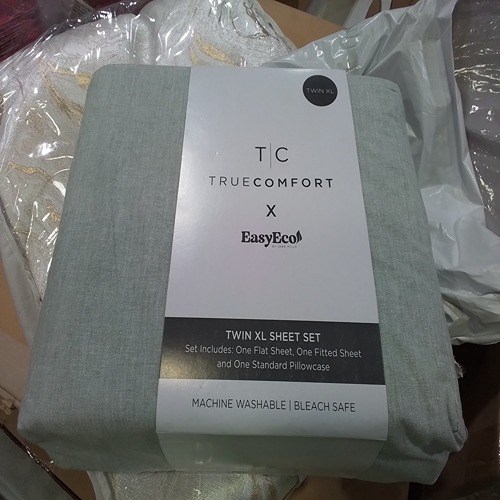 TWIN XL
T|C
TRUECOMFORT
X
EasyEco
TWIN XL SHEET SET
Set Includes: One Flat Sheet, One Fitted Sheet
and One Standard Pillowcase
MACHINE WASHABLE | BLEACH SAFE